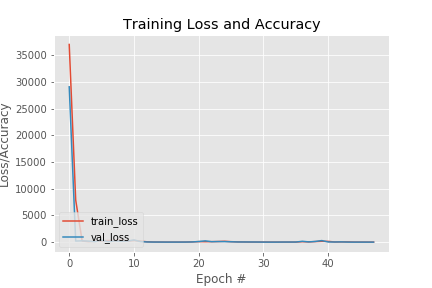 Training Loss and Accuracy
35000
30000
25000
20000
15000
10000
5000
0
Loss/Accuracy
train_loss
val_loss
0 10 20 30 40
Epoch #